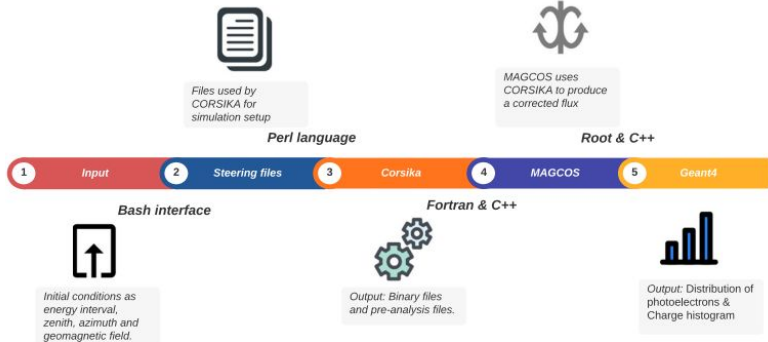 Files used by
CORSIKA for
simulation setup
MAGCOS uses
CORSIKA to produce
a corrected flux
Perl language
Root & C++
1 Input 2 Steering files 3 Corsika 4 MAGCOS 5 Geant4
Bash interface
Fortran & C++
Initial conditions as
energy interval,
zenith, azimuth and
geomagnetic field.
Output: Binary files
and pre-analysis files.
Output: Distribution of
photoelectrons &
Charge histogram